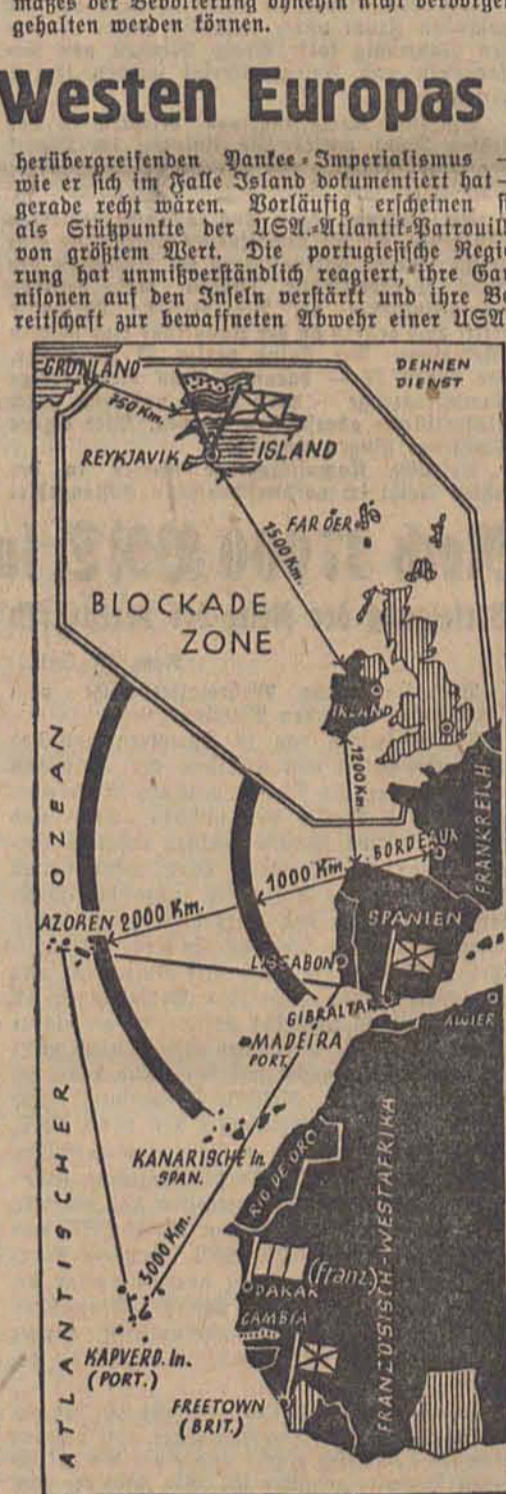 maßes der Bevölkerung ohnehin nicht verborgen
gehalten werden können.
Westen Europas
herübergreifenden Yankee-Imperialismus –
wie er sich im Falle Island dokumentiert hat –
gerade recht wären. Vorläufig erscheinen
als Stützpunkte der USA.-Atlantik-Patrouill
von größtem Wert. Die portugiesische Regie
rung hat unmißverständlich reagiert, ihre Gar
nisonen auf den Inseln verstärkt und ihre Be
reitschaft zur bewaffneten Abwehr einer USA
GRÖNLAND
DEHNEN
DIENST
750 Km.
REYKJAVIK
ISLAND
1500 Km.
FAR ÖER
BLOCKADE
ZONE
IRLAND
1200 Km
FRANKREICH
BORDEAUX
1000 Km.
AZOREN 2000 Km.
SPANIEN
LISSABON
GIBRALTAR
ALGIER
MADEIRA
PORT.
KANARISCHE In.
SPAN.
RIO DE ORO
3000 Km.
(Franz)
DAKAR
GAMBIA
FRANZÖSISCH-WESTAFRIKA
KAPVERD. In.
(PORT.)
FREETOWN
(BRIT.)
ATLANTISCHER OZEAN